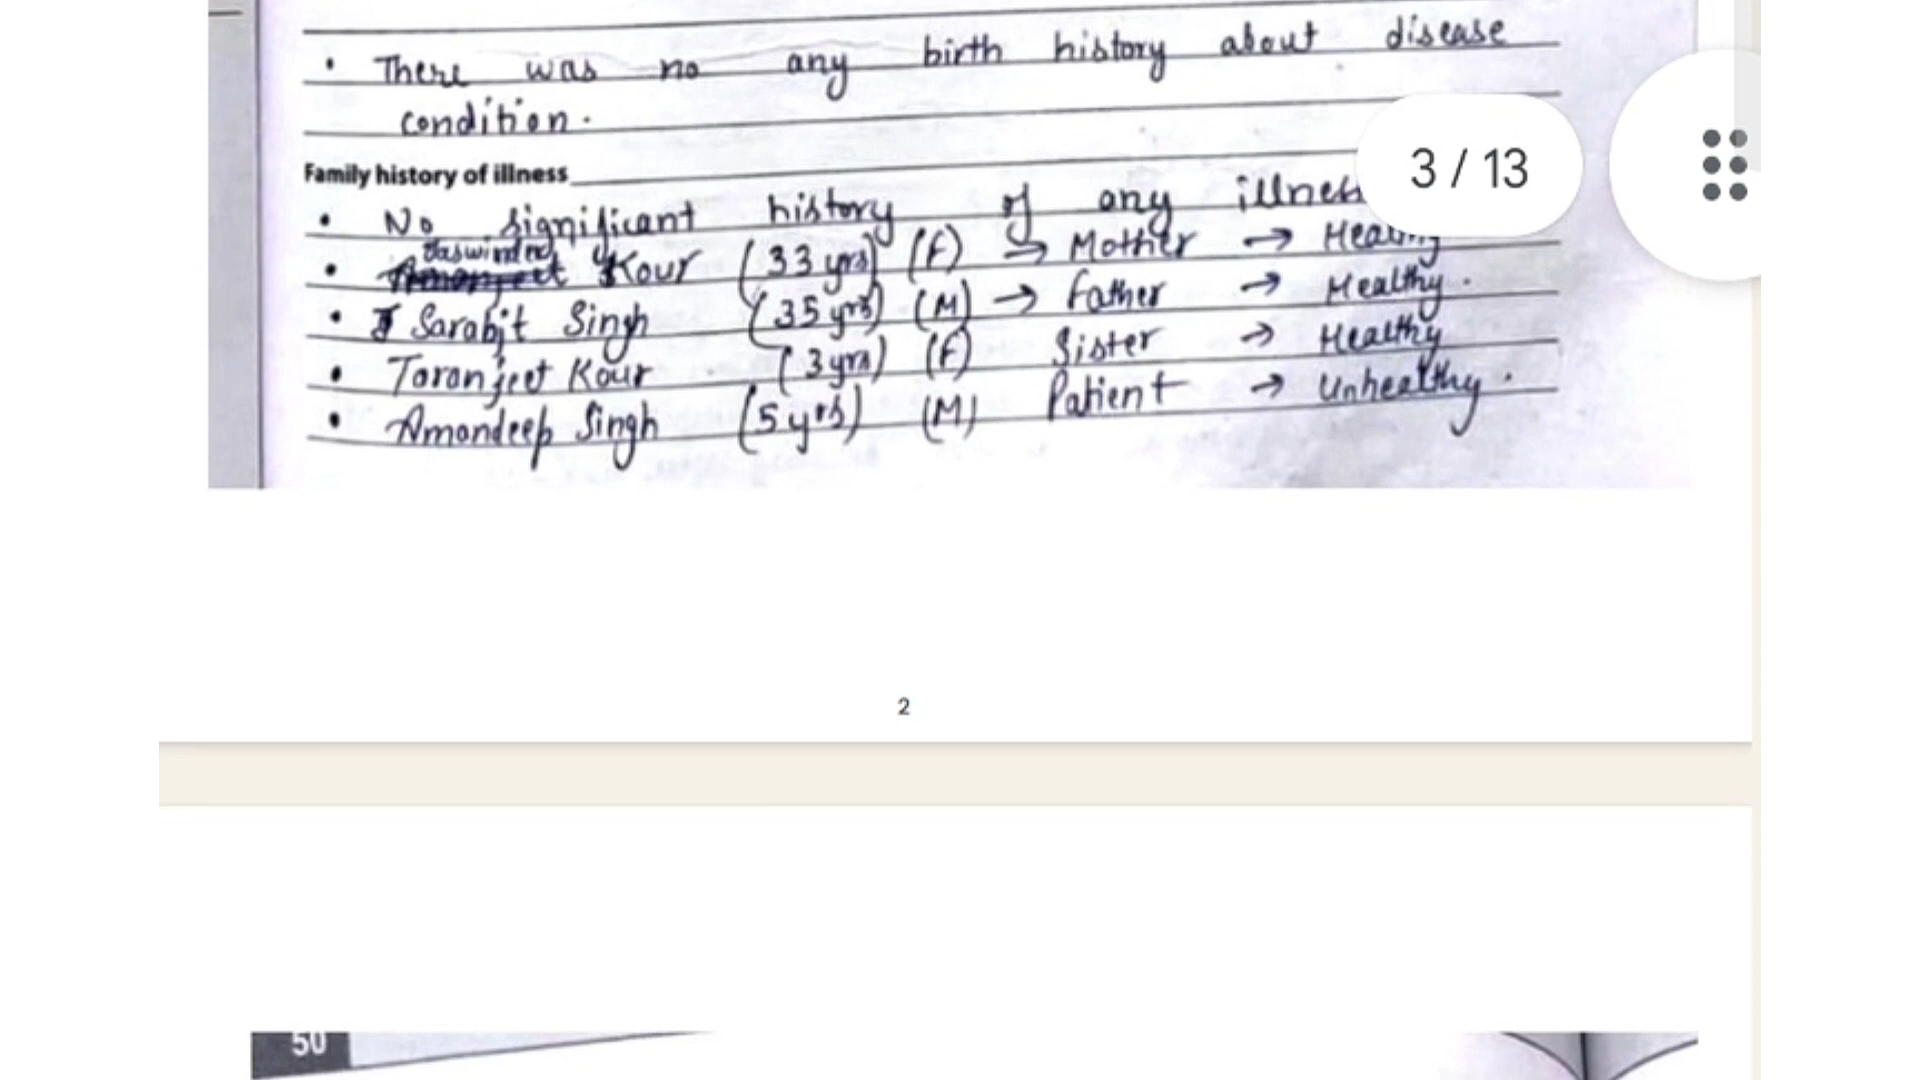 • There was no any birth history about disease
condition.
3 / 13
Family history of illness
• No significant history of any illness
• Jaswinder Kour (33 yrs) (F) → Mother → Healthy
• Sarabjit Singh (35 yrs) (M) → Father → Healthy.
• Taranjeet Kour (3 yrs) (F) Sister → Healthy
• Amandeep Singh (5 yrs) (M) Patient → Unhealthy.
2
50